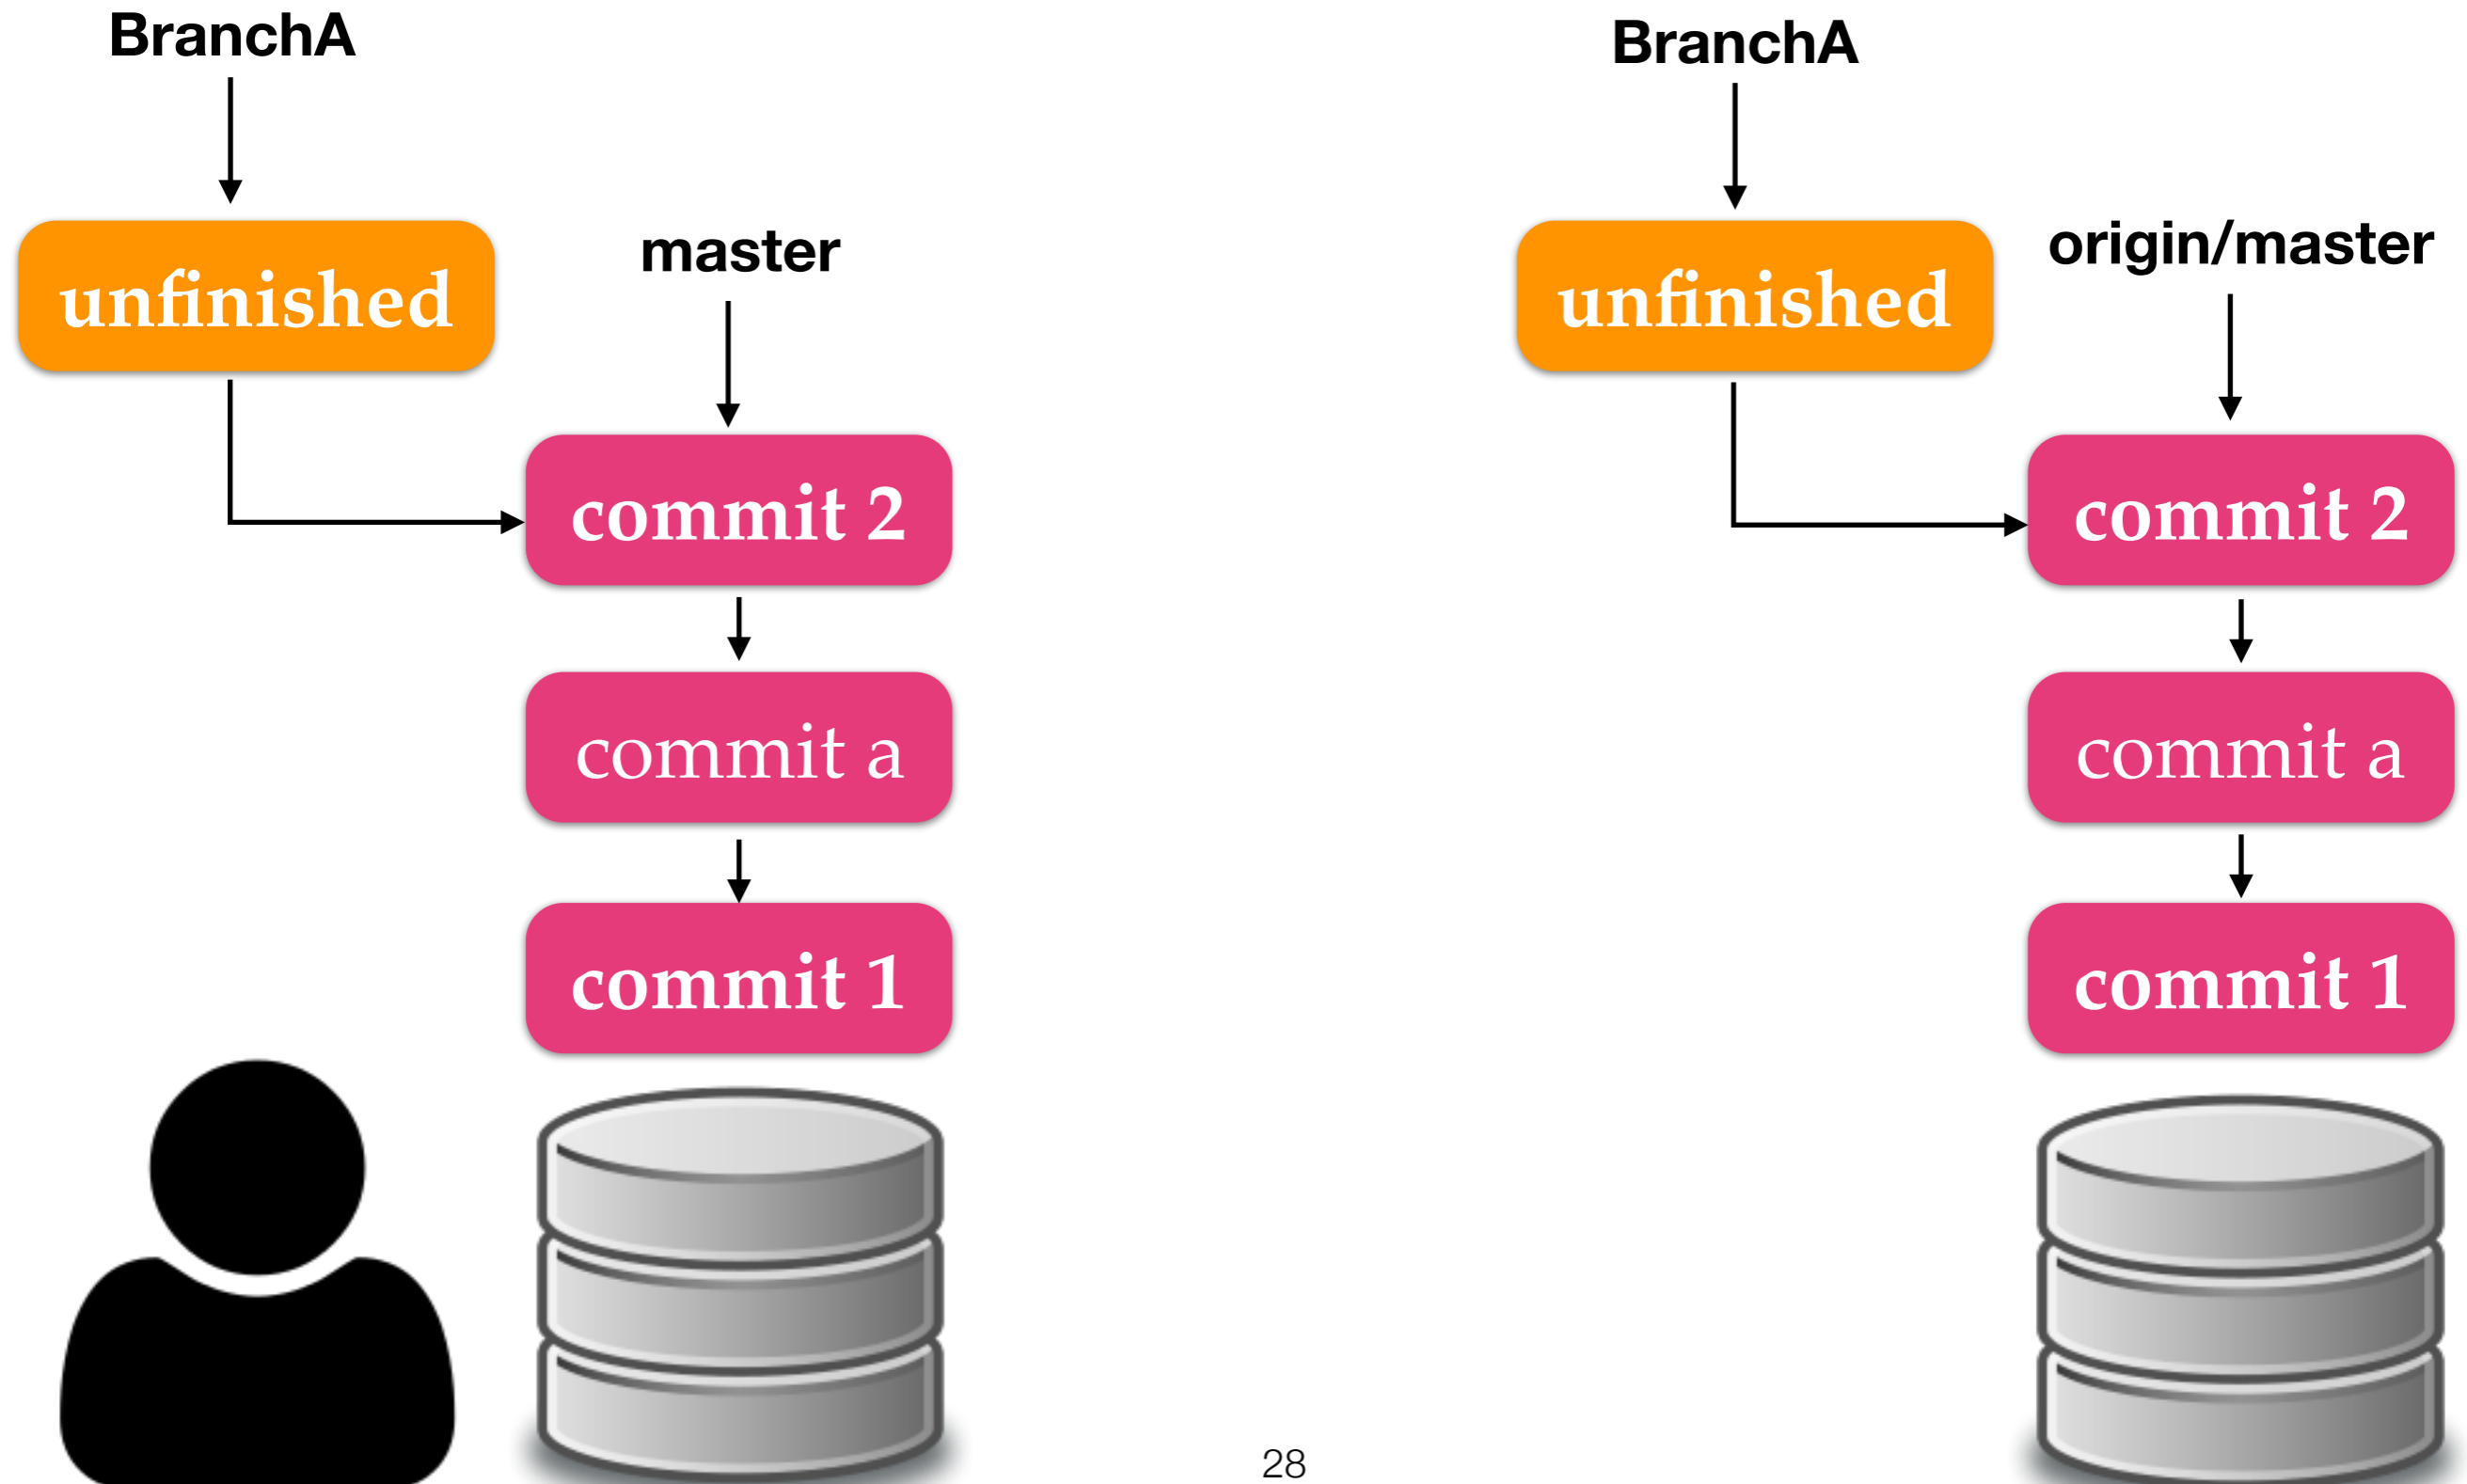 BranchA
unfinished
master
commit 2
commit a
commit 1
BranchA
unfinished
origin/master
commit 2
commit a
commit 1
28